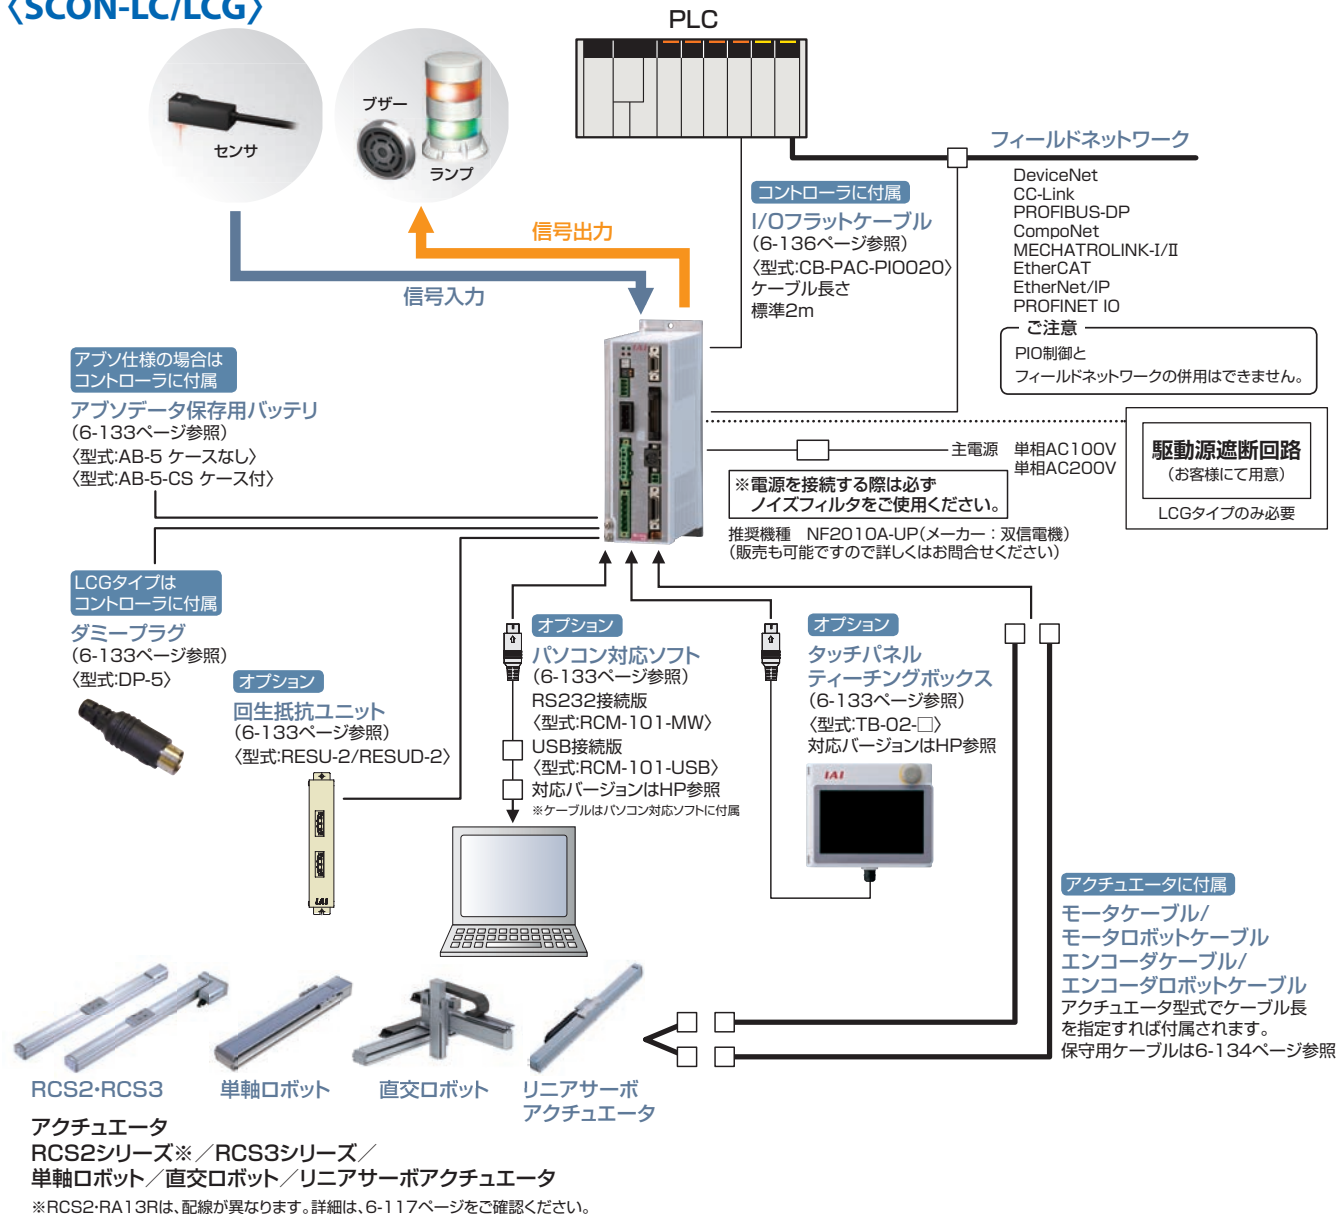 〈SCON-LC/LCG〉
PLC
センサ
ブザー
ランプ
信号出力
信号入力
フィールドネットワーク
DeviceNet
CC-Link
PROFIBUS-DP
CompoNet
MECHATROLINK-I/Ⅱ
EtherCAT
EtherNet/IP
PROFINET IO
ご注意
PIO制御と
フィールドネットワークの併用はできません。
コントローラに付属
I/Oフラットケーブル
(6-136ページ参照)
〈型式:CB-PAC-PIO020〉
ケーブル長さ
標準2m
アブソ仕様の場合は
コントローラに付属
アブソデータ保存用バッテリ
(6-133ページ参照)
〈型式:AB-5 ケースなし〉
〈型式:AB-5-CS ケース付〉
IAI
主電源 単相AC100V
単相AC200V
駆動源遮断回路
(お客様にて用意)
LCGタイプのみ必要
※電源を接続する際は必ず
ノイズフィルタをご使用ください。
推奨機種 NF2010A-UP(メーカー：双信電機)
(販売も可能ですので詳しくはお問合せください)
LCGタイプは
コントローラに付属
ダミープラグ
(6-133ページ参照)
〈型式:DP-5〉
オプション
回生抵抗ユニット
(6-133ページ参照)
〈型式:RESU-2/RESUD-2〉
IAI
オプション
パソコン対応ソフト
(6-133ページ参照)
RS232接続版
〈型式:RCM-101-MW〉
USB接続版
〈型式:RCM-101-USB〉
対応バージョンはHP参照
※ケーブルはパソコン対応ソフトに付属
オプション
タッチパネル
ティーチングボックス
(6-133ページ参照)
〈型式:TB-02-□〉
対応バージョンはHP参照
IAI
アクチュエータに付属
モータケーブル/
モータロボットケーブル
エンコーダケーブル/
エンコーダロボットケーブル
アクチュエータ型式でケーブル長
を指定すれば付属されます。
保守用ケーブルは6-134ページ参照
RCS2・RCS3
単軸ロボット
直交ロボット
リニアサーボ
アクチュエータ
アクチュエータ
RCS2シリーズ※／RCS3シリーズ／
単軸ロボット／直交ロボット／リニアサーボアクチュエータ
※RCS2・RA13Rは、配線が異なります。詳細は、6-117ページをご確認ください。